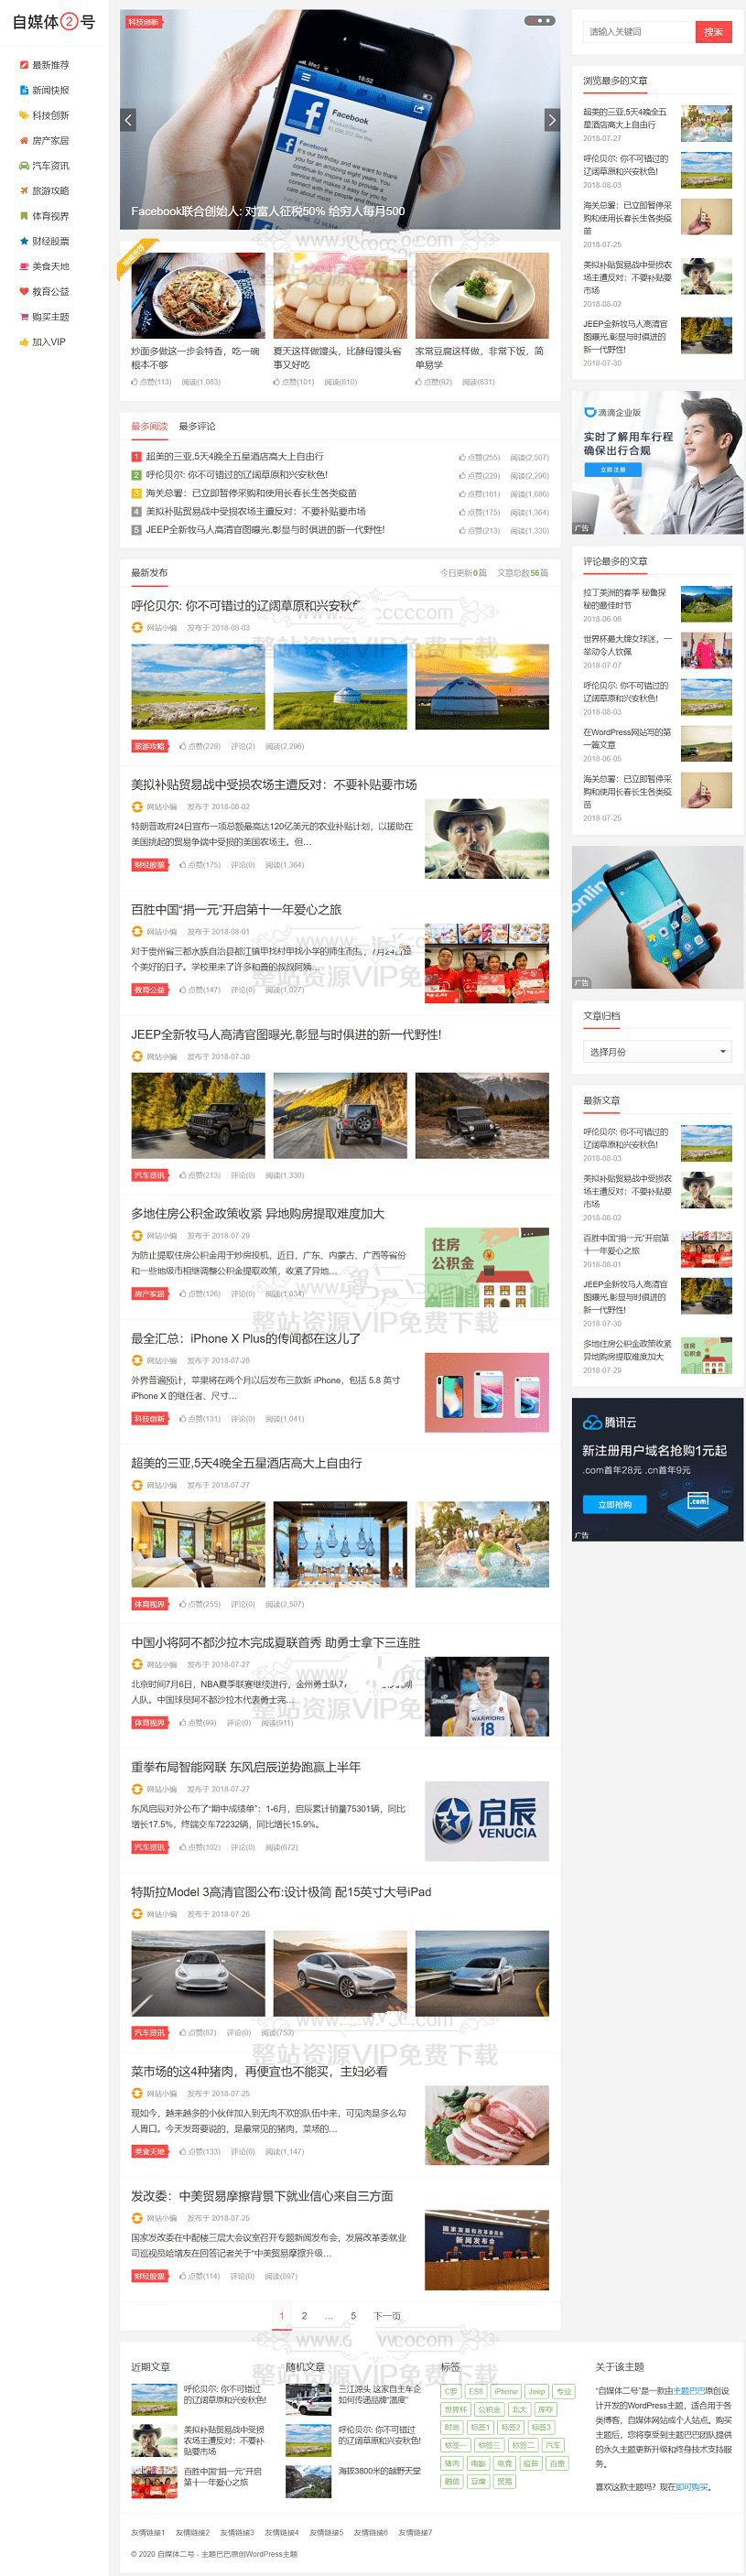 自媒体②号
最新推荐
新闻快报
科技创新
房产家居
汽车资讯
旅游攻略
体育视界
财经股票
美食天地
教育公益
购买主题
加入VIP
科技创新
Facebook联合创始人: 对富人征税50% 给穷人每月500
炒面多做这一步会特香，吃一碗
根本不够
点赞(113) 阅读(1,083)
夏天这样做馒头，比酵母馒头省
事又好吃
点赞(101) 阅读(810)
家常豆腐这样做，非常下饭，简
单易学
点赞(92) 阅读(831)
最多阅读 最多评论
1 超美的三亚,5天4晚全五星酒店高大上自由行 点赞(255) 阅读(2,507)
2 呼伦贝尔: 你不可错过的辽阔草原和兴安秋色! 点赞(229) 阅读(2,296)
3 海关总署：已立即暂停采购和使用长春长生各类疫苗 点赞(161) 阅读(1,686)
4 美拟补贴贸易战中受损农场主遭反对：不要补贴要市场 点赞(175) 阅读(1,364)
5 JEEP全新牧马人高清官图曝光,彰显与时俱进的新一代野性! 点赞(213) 阅读(1,330)
最新发布 今日更新0篇 文章总数56篇
呼伦贝尔: 你不可错过的辽阔草原和兴安秋色
网站小编 发布于 2018-08-03
旅游攻略 点赞(229) 评论(2) 阅读(2,296)
美拟补贴贸易战中受损农场主遭反对：不要补贴要市场
网站小编 发布于 2018-08-02
特朗普政府24日宣布一项总额最高达120亿美元的农业补贴计划，以援助在
美国挑起的贸易争端中受损的美国农场主。但...
财经股票 点赞(175) 评论(0) 阅读(1,364)
百胜中国“捐一元”开启第十一年爱心之旅
网站小编 发布于 2018-08-01
对于贵州省三都水族自治县都江镇甲找村甲找小学的师生而言，7月24日是
个美好的日子。学校里来了许多和善的叔叔阿姨...
教育公益 点赞(147) 评论(0) 阅读(1,027)
JEEP全新牧马人高清官图曝光,彰显与时俱进的新一代野性!
网站小编 发布于 2018-07-30
汽车资讯 点赞(213) 评论(0) 阅读(1,330)
多地住房公积金政策收紧 异地购房提取难度加大
网站小编 发布于 2018-07-29
为防止提取住房公积金用于炒房投机，近日，广东、内蒙古、广西等省份
和一些地级市相继调整公积金提取政策，收紧了异地...
房产家居 点赞(126) 评论(0) 阅读(1,034)
住房
公积金
最全汇总：iPhone X Plus的传闻都在这儿了
网站小编 发布于 2018-07-28
外界普遍预计，苹果将在两个月以后发布三款新 iPhone，包括 5.8 英寸
iPhone X 的继任者、尺寸...
科技创新 点赞(131) 评论(0) 阅读(1,041)
超美的三亚,5天4晚全五星酒店高大上自由行
网站小编 发布于 2018-07-27
体育视界 点赞(255) 评论(0) 阅读(2,507)
中国小将阿不都沙拉木完成夏联首秀 助勇士拿下三连胜
网站小编 发布于 2018-07-27
北京时间7月6日，NBA夏季联赛继续进行，金州勇士队
人队。中国球员阿不都沙拉木代表勇士完...
体育视界 点赞(99) 评论(0) 阅读(911)
WARRIORS
18
重拳布局智能网联 东风启辰逆势跑赢上半年
网站小编 发布于 2018-07-27
东风启辰对外公布了“期中成绩单”：1-6月，启辰累计销量75301辆，同比
增长17.5%，终端交车72232辆，同比增长15.9%。
汽车资讯 点赞(102) 评论(0) 阅读(672)
启辰
VENUCIA
特斯拉Model 3高清官图公布:设计极简 配15英寸大号iPad
网站小编 发布于 2018-07-26
汽车资讯 点赞(82) 评论(0) 阅读(753)
菜市场的这4种猪肉，再便宜也不能买，主妇必看
网站小编 发布于 2018-07-25
现如今，越来越多的小伙伴加入到无肉不欢的队伍中来，可见肉是多么勾
人胃口。今天发哥要说的，是最常见的猪肉，菜场的...
美食天地 点赞(133) 评论(0) 阅读(1,147)
发改委：中美贸易摩擦背景下就业信心来自三方面
网站小编 发布于 2018-07-25
国家发改委在中配楼三层大会议室召开专题新闻发布会，发展改革委就业
司巡视员哈增友在回答记者关于“中美贸易摩擦升级...
财经股票 点赞(114) 评论(0) 阅读(897)
国家发展和改革委员会
新闻发布会
1 2 ... 5 下一页
请输入关键词 搜索
浏览最多的文章
超美的三亚,5天4晚全五
星酒店高大上自由行
2018-07-27
呼伦贝尔: 你不可错过的
辽阔草原和兴安秋色!
2018-08-03
海关总署：已立即暂停采
购和使用长春长生各类疫
苗
2018-07-25
美拟补贴贸易战中受损农
场主遭反对：不要补贴要
市场
2018-08-02
JEEP全新牧马人高清官
图曝光,彰显与时俱进的
新一代野性!
2018-07-30
滴滴企业版
实时了解用车行程
确保出行合规
立即注册
广告
评论最多的文章
拉丁美洲的春季 秘鲁探
秘的最佳时节
2018-06-06
世界杯最大牌女球迷，一
举动令人钦佩
2018-07-07
呼伦贝尔: 你不可错过的
辽阔草原和兴安秋色!
2018-08-03
在WordPress网站写的第
一篇文章
2018-06-05
海关总署：已立即暂停采
购和使用长春长生各类疫
苗
2018-07-25
online
广告
文章归档
选择月份
最新文章
呼伦贝尔: 你不可错过的
辽阔草原和兴安秋色!
2018-08-03
美拟补贴贸易战中受损农
场主遭反对：不要补贴要
市场
2018-08-02
百胜中国“捐一元”开启第
十一年爱心之旅
2018-08-01
JEEP全新牧马人高清官
图曝光,彰显与时俱进的
新一代野性!
2018-07-30
多地住房公积金政策收紧
异地购房提取难度加大
2018-07-29
腾讯云
新注册用户域名抢购1元起
.com首年28元 .cn首年9元
立即抢购
.com
广告
近期文章
呼伦贝尔: 你不可错过
的辽阔草原和兴安秋色!
美拟补贴贸易战中受损
农场主遭反对：不要补
贴要市场
百胜中国“捐一元”开启
第十一年爱心之旅
随机文章
三江源头 这家自主车企
如何传递品牌“温度”
呼伦贝尔: 你不可错过
的辽阔草原和兴安秋色!
海拔3800米的越野天堂
标签
C罗 ES8 iPhone Jeep 专业
世界杯 公积金 北大 库存
时尚 标签1 标签2 标签3
标签一 标签三 标签二 汽车
猪肉 电影 电竞 疫苗 百度
融信 豆腐 贸易
关于该主题
“自媒体二号”是一款由主题巴巴原创设
计开发的WordPress主题，适合用于各
类博客，自媒体网站或个人站点。购买
主题后，您将享受到主题巴巴团队提供
的永久主题更新升级和终身技术支持服
务。
喜欢这款主题吗？现在即可购买。
友情链接1 友情链接2 友情链接3 友情链接4 友情链接5 友情链接6 友情链接7
© 2020 自媒体二号 - 主题巴巴原创WordPress主题
整站资源VIP免费下载